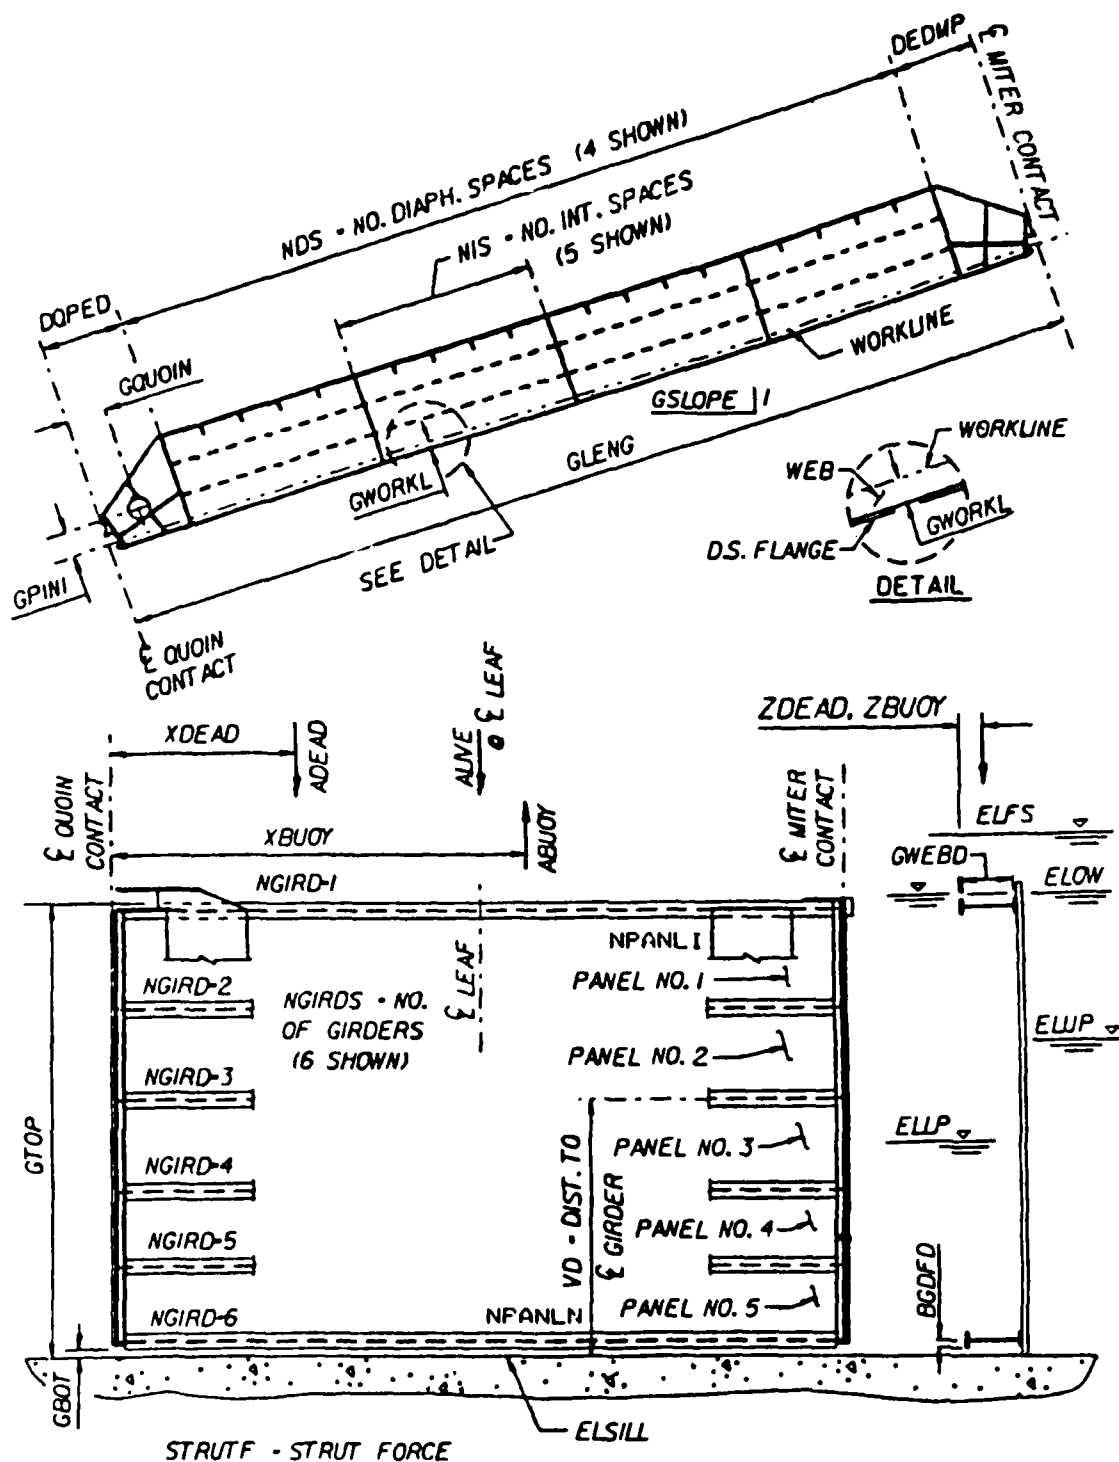 DEDMP
℄ MITER CONTACT
NDS - NO. DIAPH. SPACES (4 SHOWN)
NIS - NO. INT. SPACES
(5 SHOWN)
DQPED
GQUOIN
WORKLINE
GSLOPE 1
GLENG
GWORKL
SEE DETAIL
GPIN1
℄ QUOIN
CONTACT
WORKLINE
WEB
GWORKL
D.S. FLANGE
DETAIL
XDEAD
ADEAD
ALIVE
@ ℄ LEAF
ZDEAD, ZBUOY
℄ QUOIN
CONTACT
XBUOY
ABUOY
℄ MITER
CONTACT
ELFS
GWEBD
ELOW
NGIRD-1
NPANLI
PANEL NO. 1
NGIRD-2
NGIRDS - NO.
OF GIRDERS
(6 SHOWN)
℄ LEAF
ELUP
PANEL NO. 2
NGIRD-3
GTOP
PANEL NO. 3
ELLP
NGIRD-4
VD - DIST. TO
℄ GIRDER
PANEL NO. 4
NGIRD-5
BGDFD
PANEL NO. 5
NGIRD-6
NPANLN
GBOT
ELSILL
STRUTF - STRUT FORCE